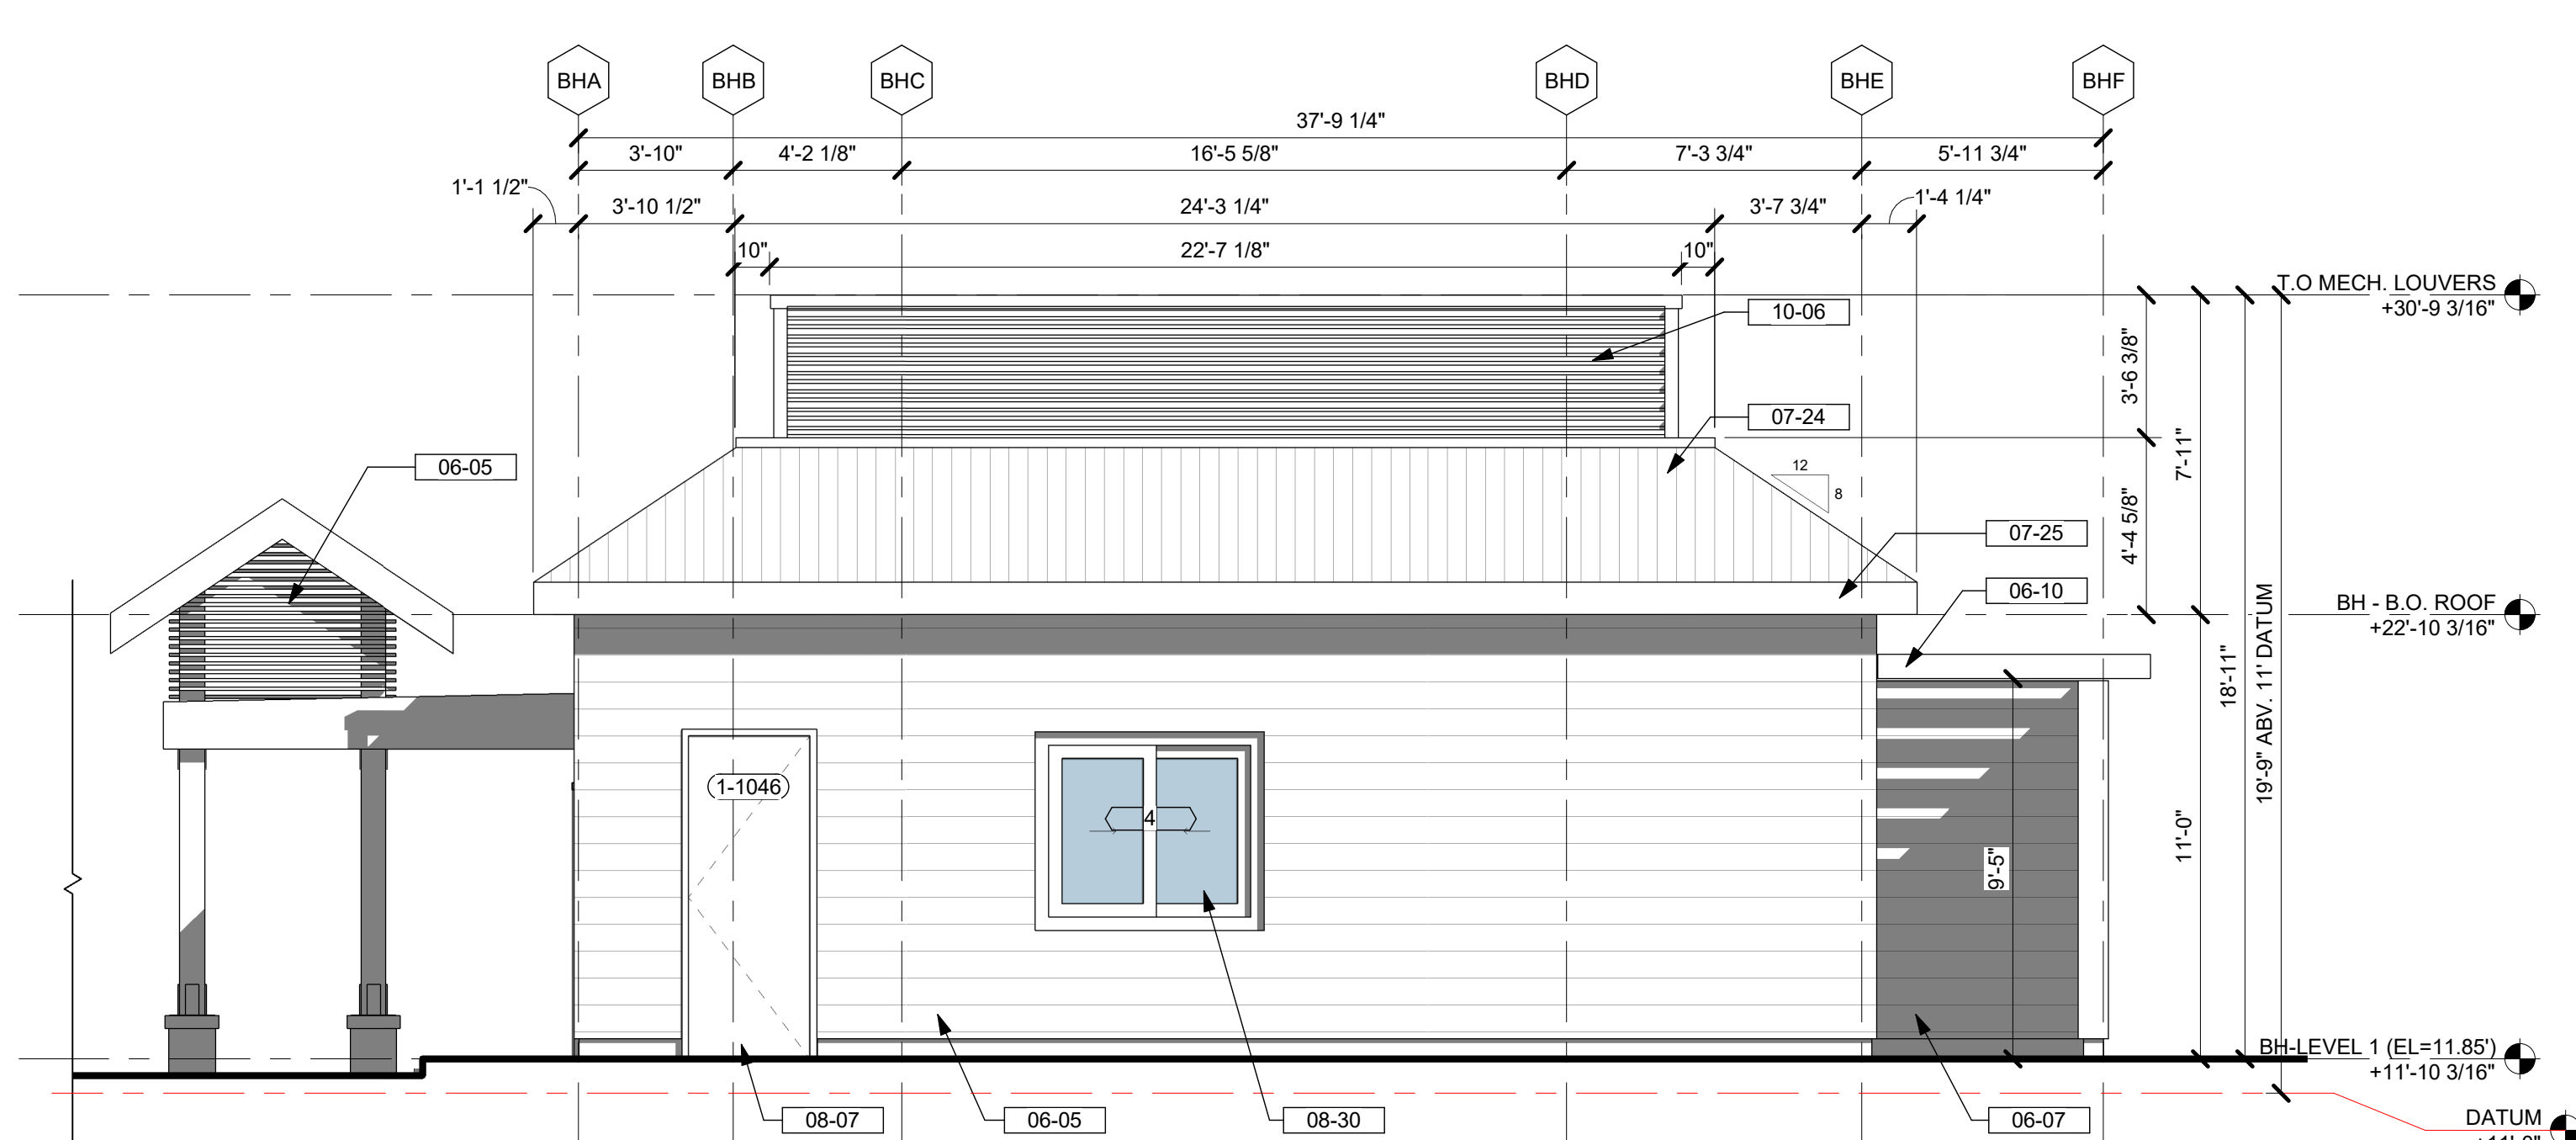 BHA BHB BHC BHD BHE BHF
37'-9 1/4"
3'-10" 4'-2 1/8" 16'-5 5/8" 7'-3 3/4" 5'-11 3/4"
1'-1 1/2" 3'-10 1/2" 24'-3 1/4" 3'-7 3/4" 1'-4 1/4"
10" 22'-7 1/8" 10"
T.O MECH. LOUVERS
+30'-9 3/16"
10-06
3'-6 3/8"
07-24
7'-11"
06-05
12
8
4'-4 5/8"
07-25
06-10
BH - B.O. ROOF
+22'-10 3/16"
18'-11"
19'-9" ABV. 11' DATUM
1-1046
4
11'-0"
9'-5"
BH-LEVEL 1 (EL=11.85')
+11'-10 3/16"
08-07 06-05 08-30 06-07
DATUM
+11'-0"